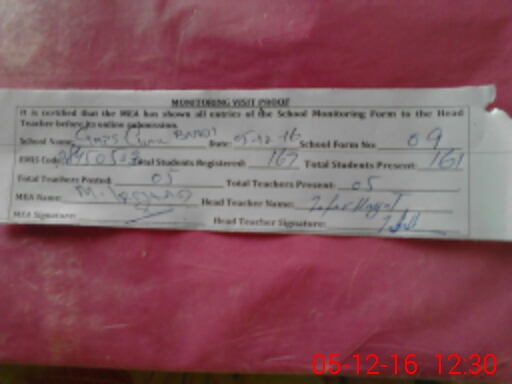 MONITORING VISIT PROOF
It is certified that the MEA has shown all entries of the School Monitoring Form to the Head
Teacher before its online submission.
School Name: Date: 05-12-16 School Form No: 09
EMIS Code: Total Students Registered: 167 Total Students Present: 161
Total Teachers Posted: 05 Total Teachers Present: 05
MEA Name: M. Head Teacher Name:
MEA Signature: Head Teacher Signature:
05-12-16 12:30